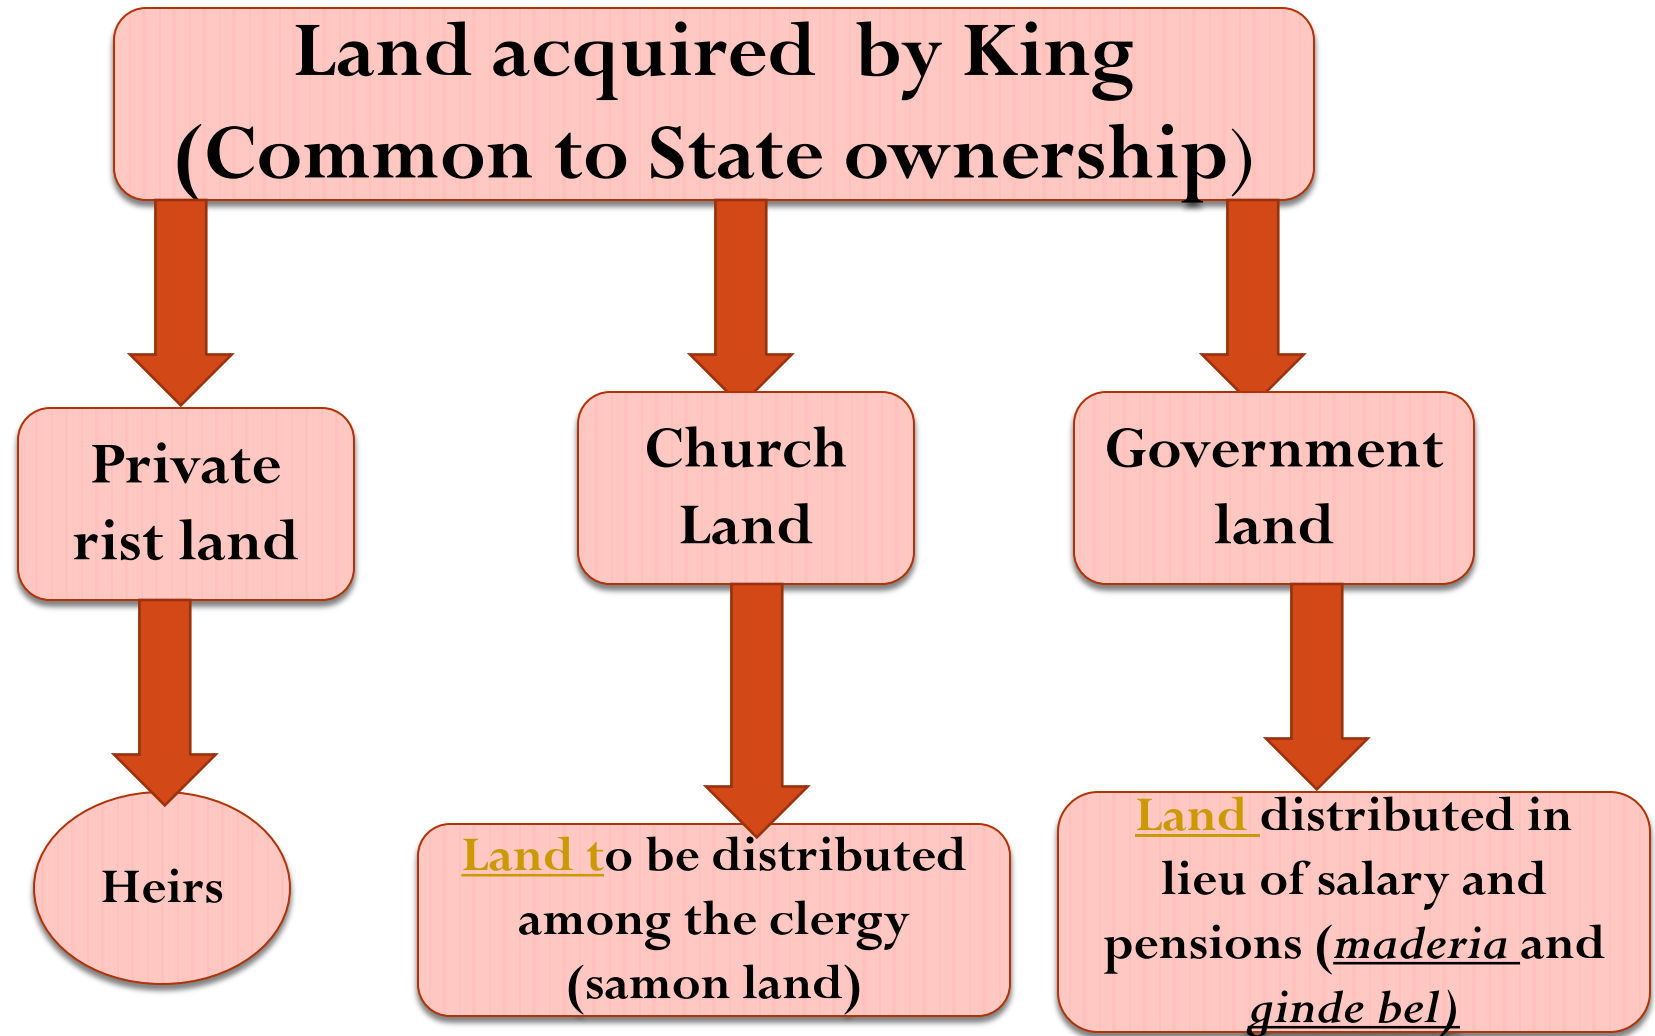 Land acquired by King
(Common to State ownership)
Private
rist land
Church
Land
Government
land
Heirs
Land to be distributed
among the clergy
(samon land)
Land distributed in
lieu of salary and
pensions (maderia and
ginde bel)